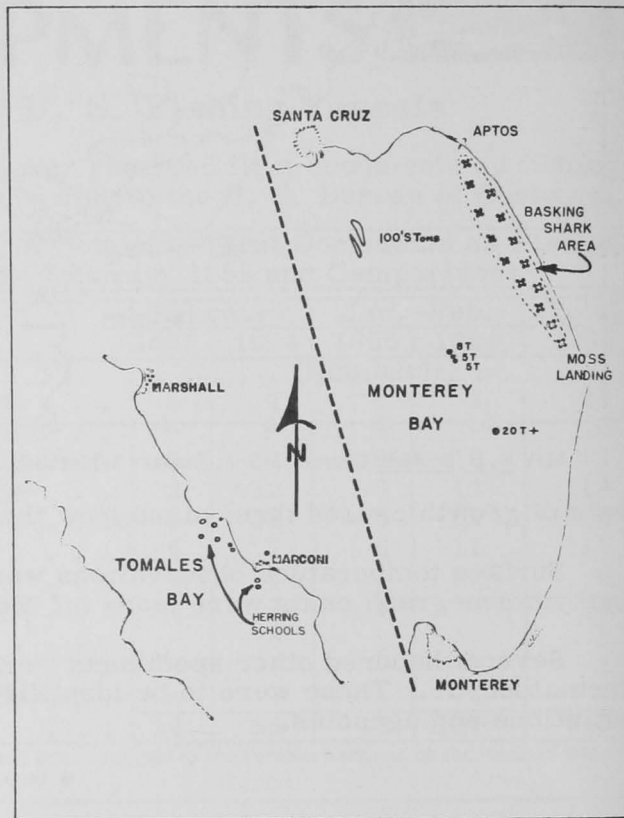 SANTA CRUZ
APTOS
BASKING
SHARK
AREA
100'S TONS
8T
5T
5T
MOSS
LANDING
MONTEREY
BAY
20T+
MARSHALL
N
TOMALES
BAY
MARCONI
HERRING
SCHOOLS
MONTEREY